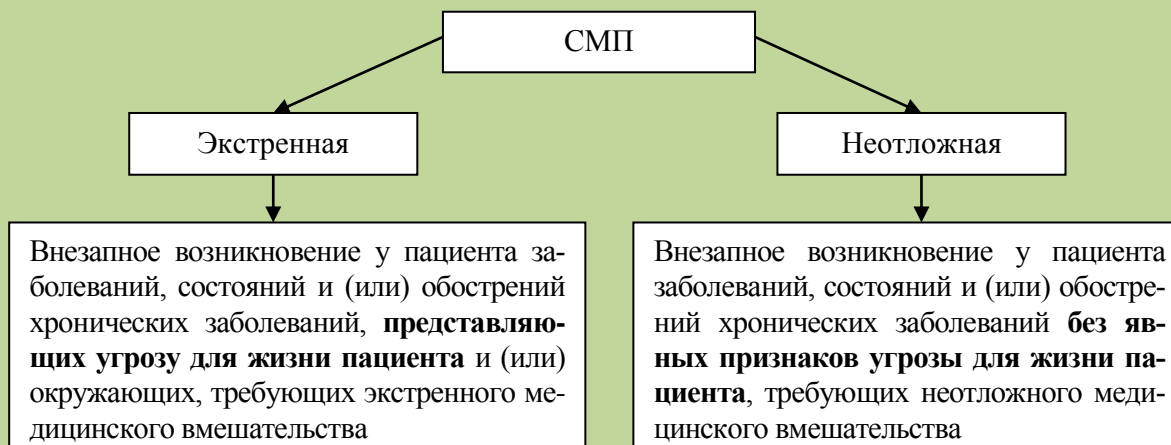 СМП
Экстренная
Неотложная
Внезапное возникновение у пациента за-
болеваний, состояний и (или) обострений
хронических заболеваний, представляю-
щих угрозу для жизни пациента и (или)
окружающих, требующих экстренного ме-
дицинского вмешательства
Внезапное возникновение у пациента
заболеваний, состояний и (или) обостре-
ний хронических заболеваний без яв-
ных признаков угрозы для жизни па-
циента, требующих неотложного меди-
цинского вмешательства